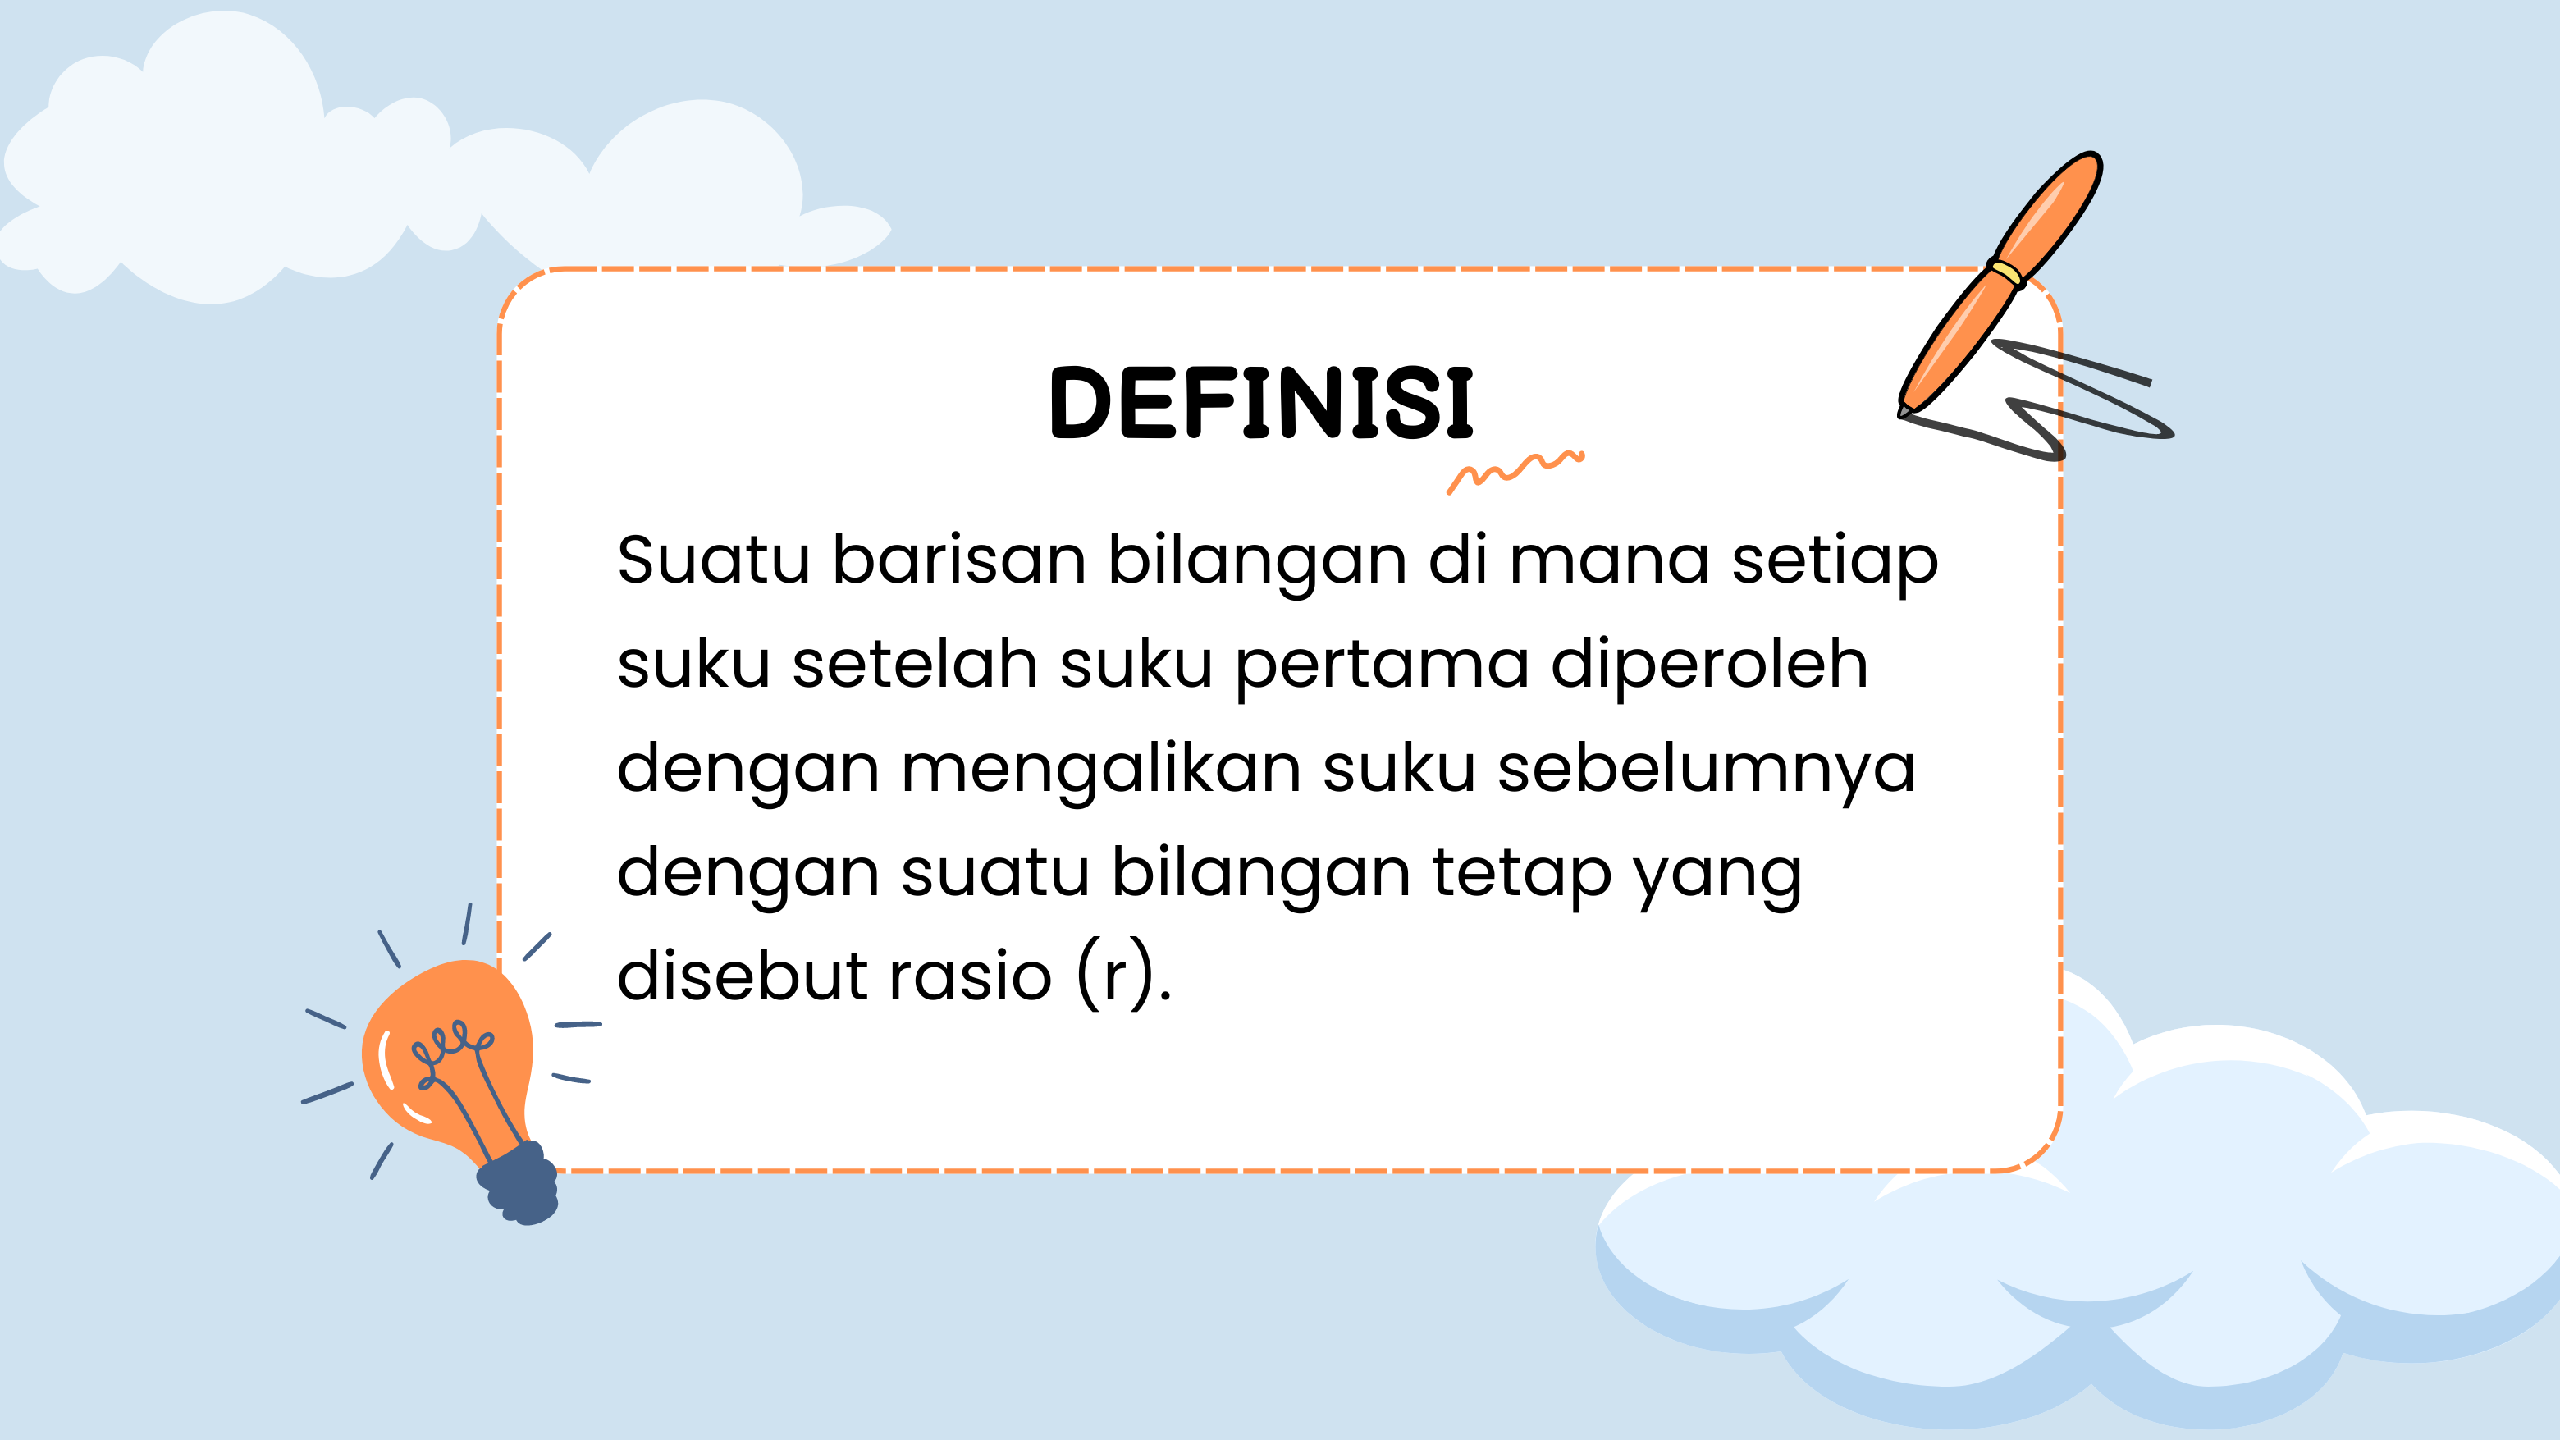 DEFINISI
Suatu barisan bilangan di mana setiap
suku setelah suku pertama diperoleh
dengan mengalikan suku sebelumnya
dengan suatu bilangan tetap yang
disebut rasio (r).